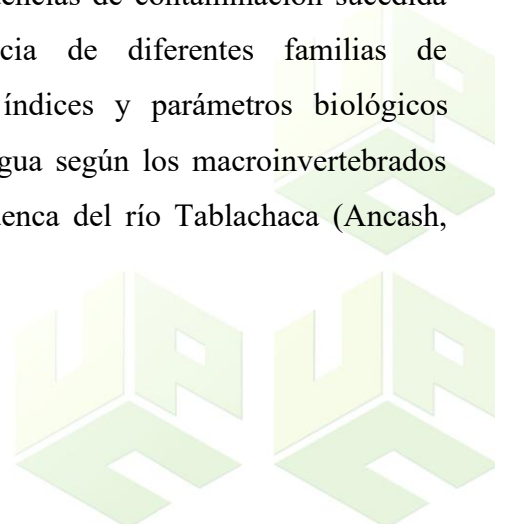 encias de contaminación sucedida
cia de diferentes familias de
índices y parámetros biológicos
gua según los macroinvertebrados
enca del río Tablachaca (Ancash,